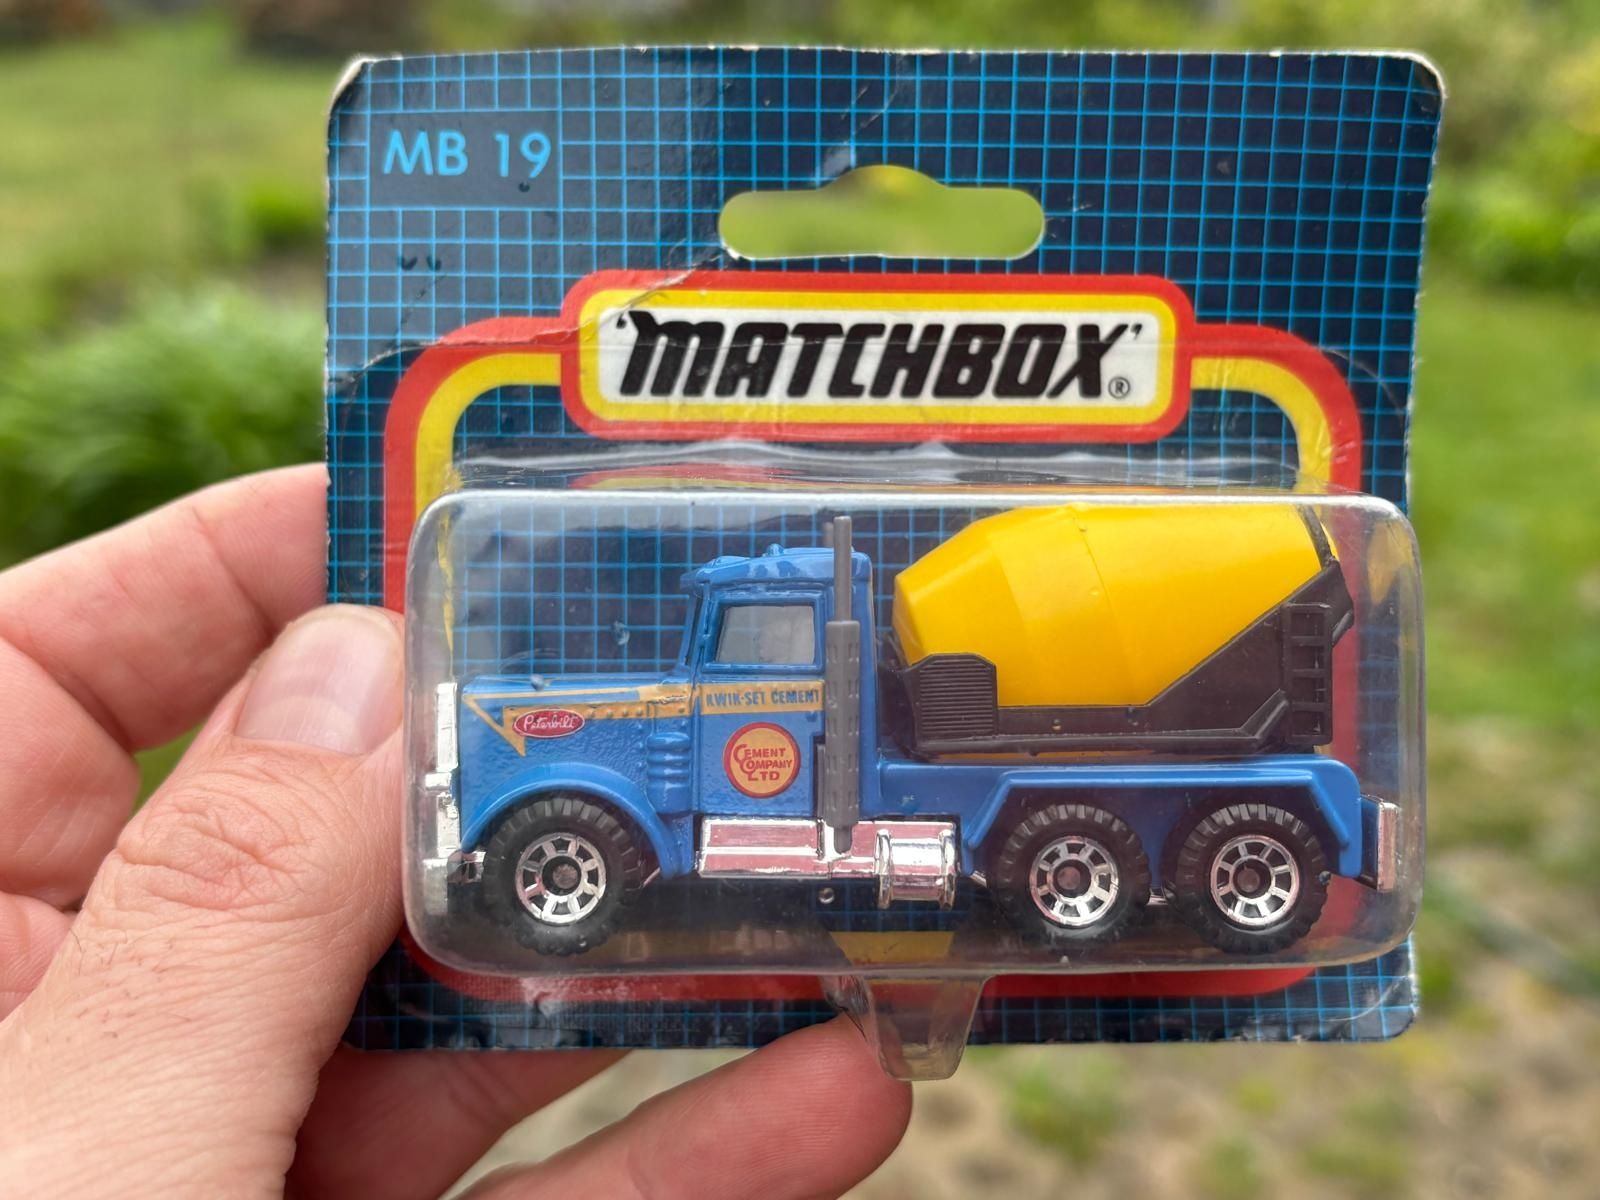 MB 19
'MATCHBOX'®
Peterbilt
KWIK-SET CEMENT
CEMENT
COMPANY
LTD